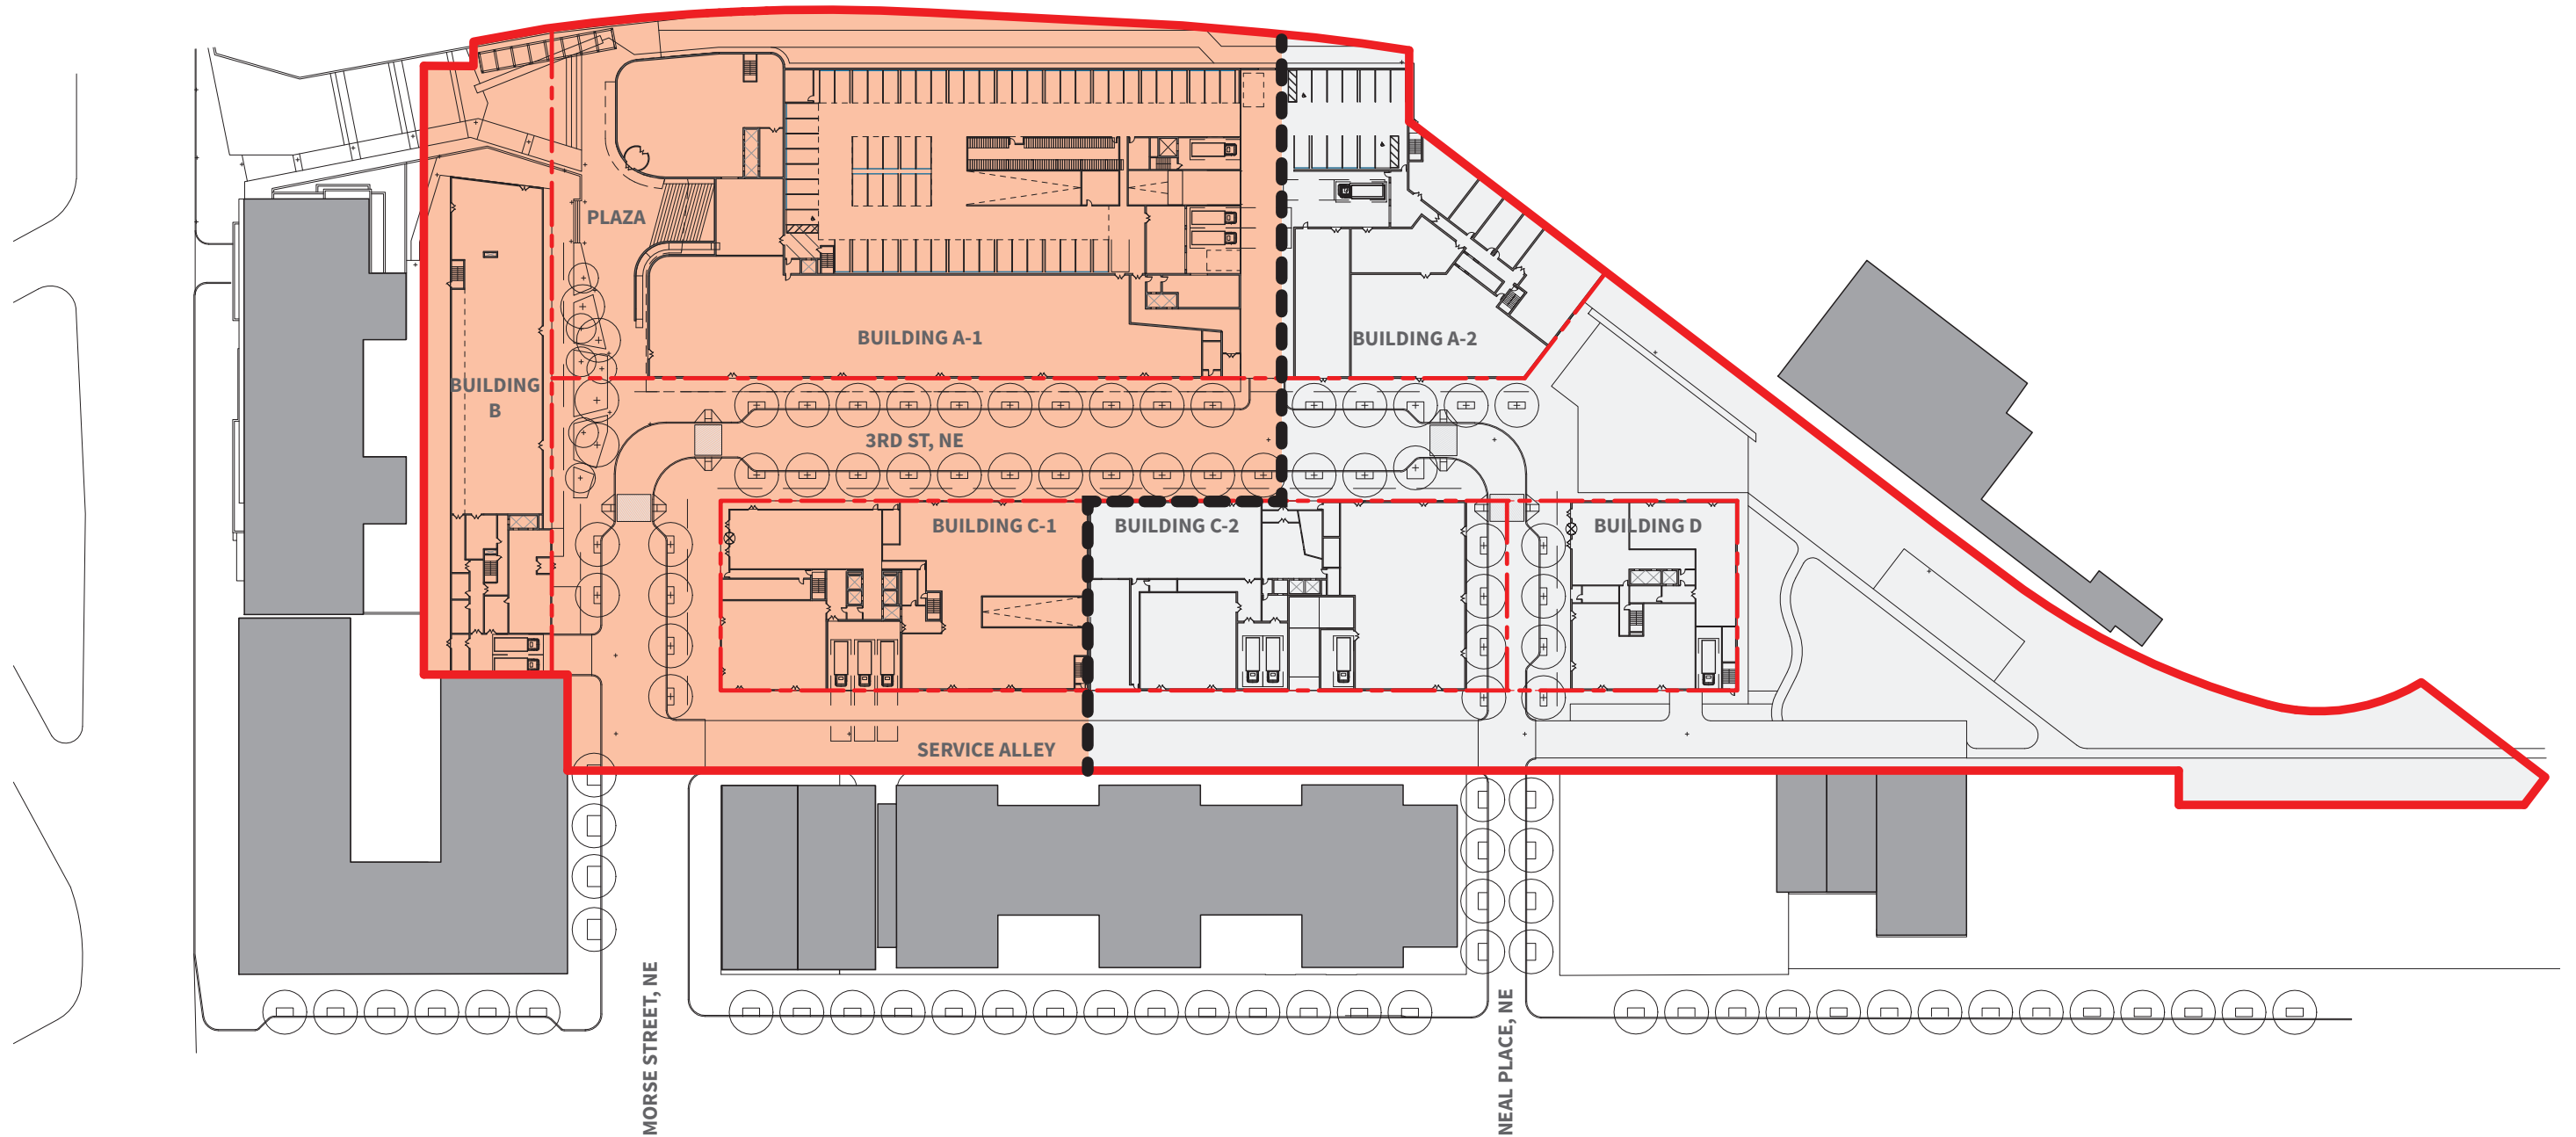 PLAZA
BUILDING A-1
BUILDING A-2
BUILDING
B
3RD ST, NE
BUILDING C-1
BUILDING C-2
BUILDING D
SERVICE ALLEY
MORSE STREET, NE
NEAL PLACE, NE